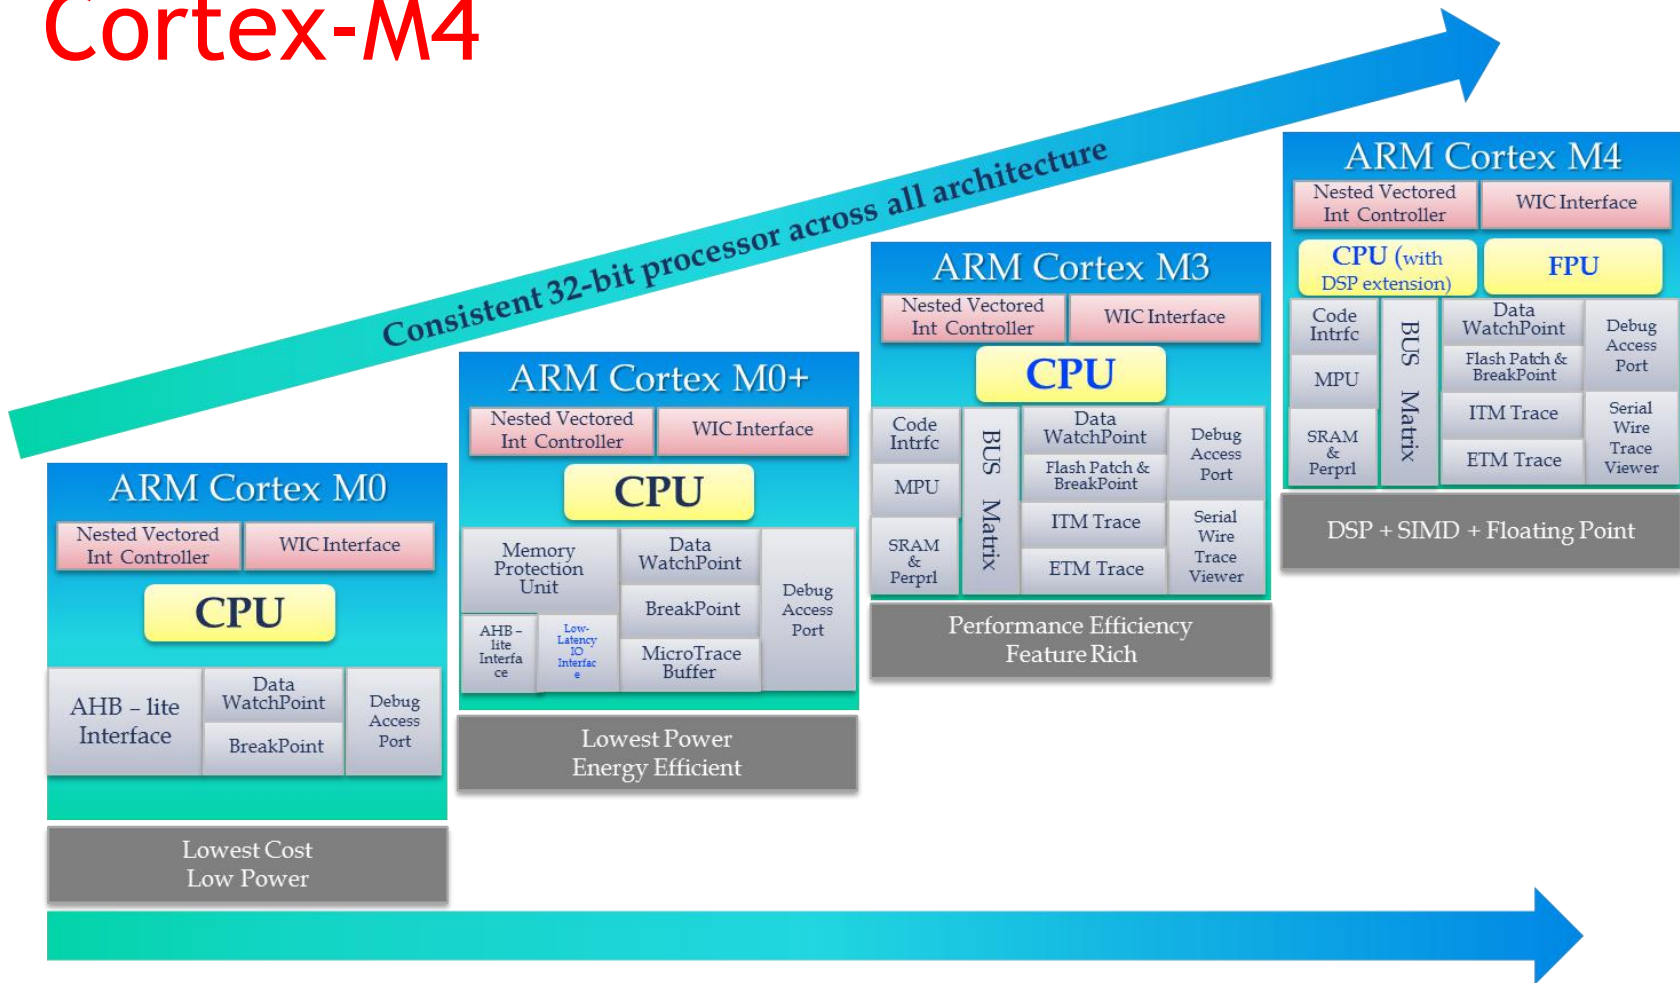 Cortex-M4
Consistent 32-bit processor across all architecture
ARM Cortex M0
Nested Vectored
Int Controller
WIC Interface
CPU
AHB – lite
Interface
Data
WatchPoint
BreakPoint
Debug
Access
Port
Lowest Cost
Low Power
ARM Cortex M0+
Nested Vectored
Int Controller
WIC Interface
CPU
Memory
Protection
Unit
AHB –
lite
Interfa
ce
Low-
Latency
IO
Interfac
e
Data
WatchPoint
BreakPoint
MicroTrace
Buffer
Debug
Access
Port
Lowest Power
Energy Efficient
ARM Cortex M3
Nested Vectored
Int Controller
WIC Interface
CPU
Code
Intrfc
MPU
SRAM
&
Perprl
BUS Matrix
Data
WatchPoint
Flash Patch &
BreakPoint
ITM Trace
ETM Trace
Debug
Access
Port
Serial
Wire
Trace
Viewer
Performance Efficiency
Feature Rich
ARM Cortex M4
Nested Vectored
Int Controller
WIC Interface
CPU (with
DSP extension)
FPU
Code
Intrfc
MPU
SRAM
&
Perprl
BUS Matrix
Data
WatchPoint
Flash Patch &
BreakPoint
ITM Trace
ETM Trace
Debug
Access
Port
Serial
Wire
Trace
Viewer
DSP + SIMD + Floating Point